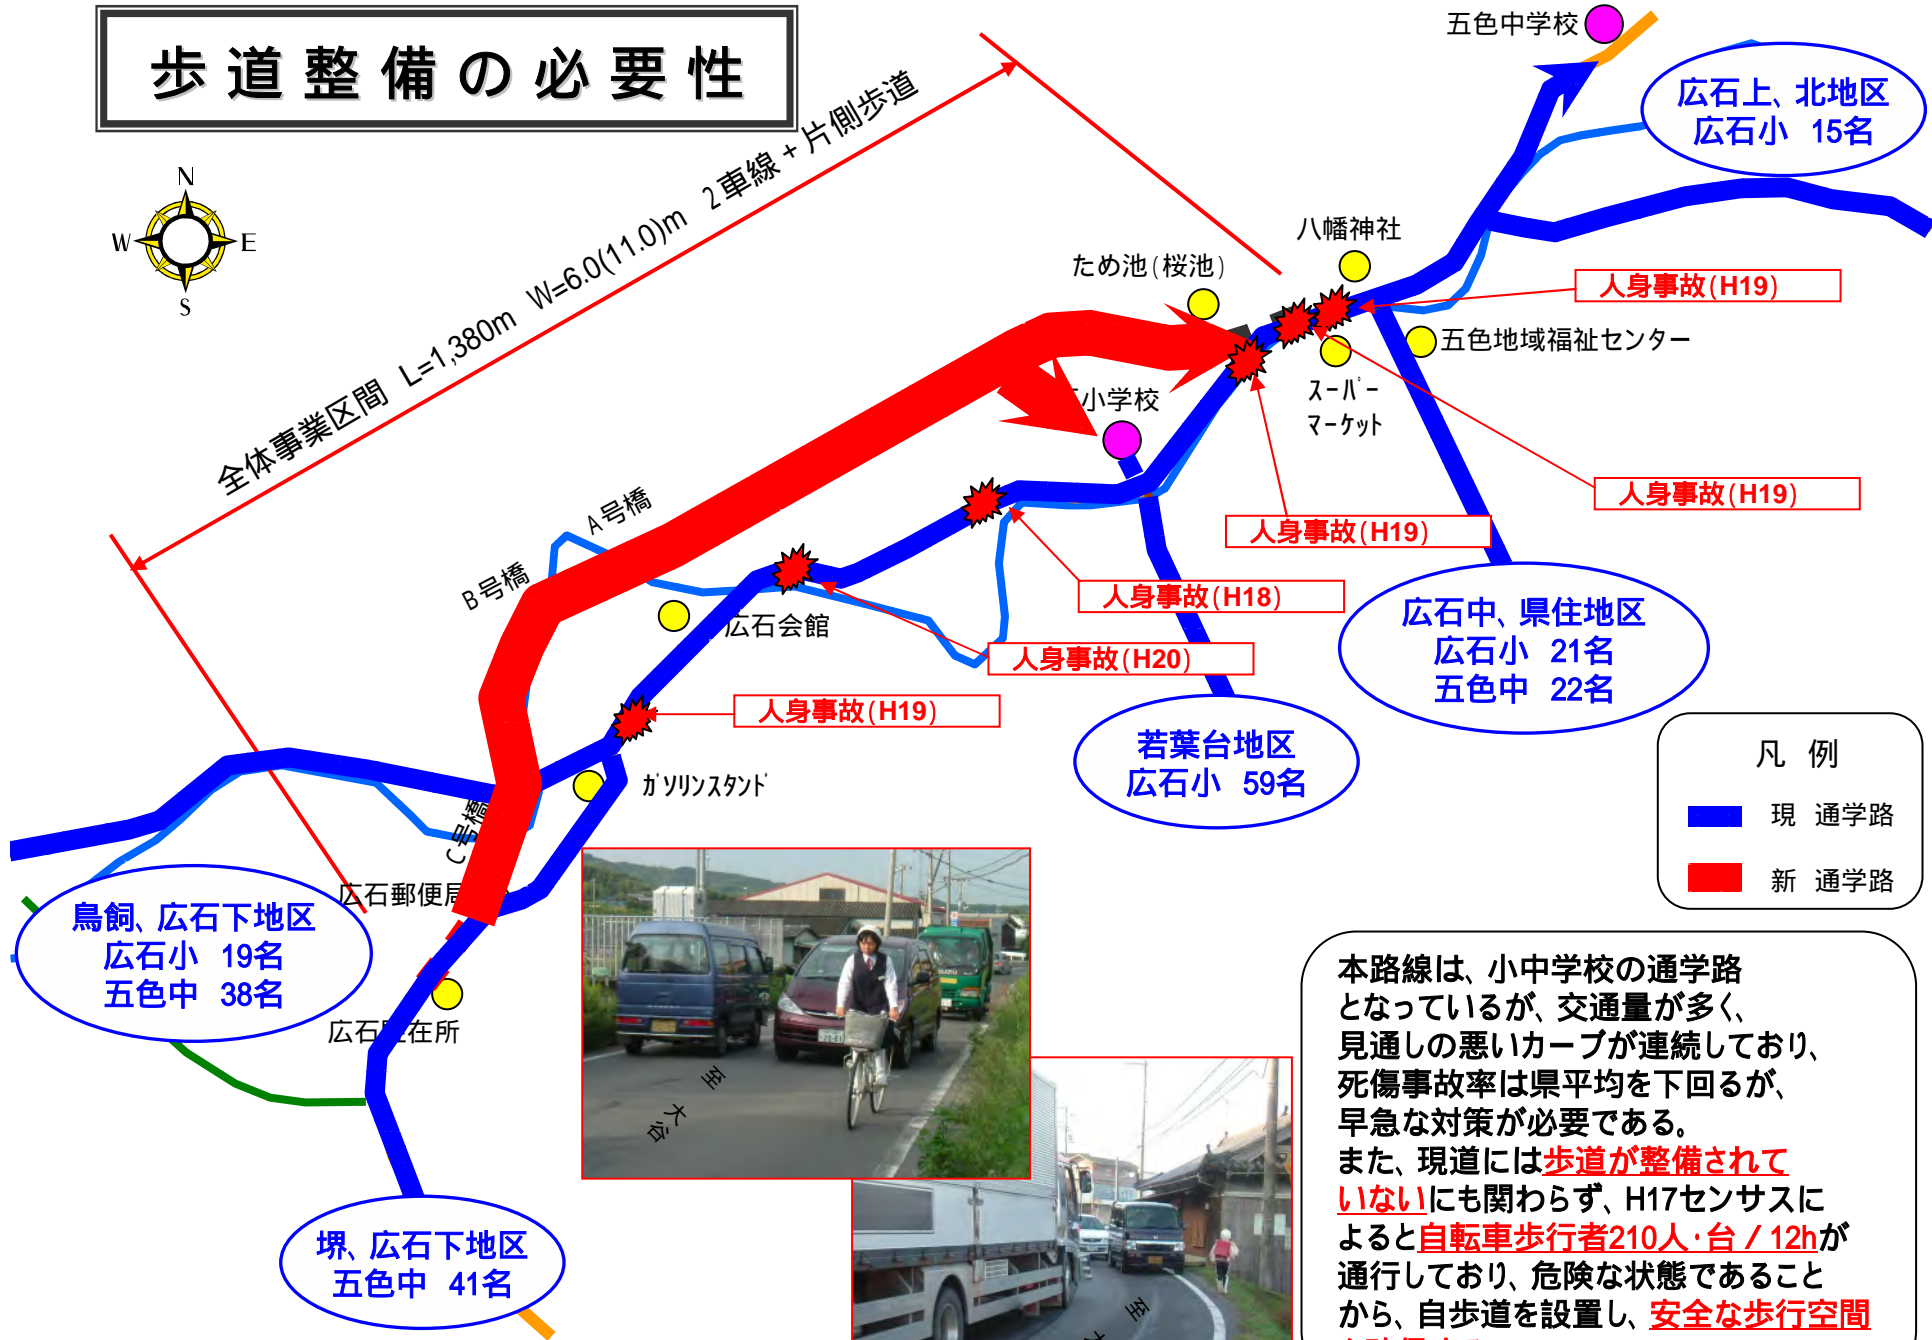 歩道整備の必要性
N
W
E
S
全体事業区間 L=1,380m W=6.0(11.0)m 2車線+片側歩道
五色中学校
広石上、北地区
広石小 15名
八幡神社
ため池(桜池)
人身事故(H19)
五色地域福祉センター
スーパー
マーケット
小学校
人身事故(H19)
人身事故(H19)
A号橋
B号橋
人身事故(H18)
広石会館
人身事故(H20)
人身事故(H19)
広石中、県住地区
広石小 21名
五色中 22名
若葉台地区
広石小 59名
ガソリンスタンド
C号橋
広石郵便局
鳥飼、広石下地区
広石小 19名
五色中 38名
広石駐在所
堺、広石下地区
五色中 41名
至 大谷
至 大
凡 例
現 通学路
新 通学路
本路線は、小中学校の通学路
となっているが、交通量が多く、
見通しの悪いカーブが連続しており、
死傷事故率は県平均を下回るが、
早急な対策が必要である。
また、現道には歩道が整備されて
いないにも関わらず、H17センサスに
よると自転車歩行者210人・台/12hが
通行しており、危険な状態であること
から、自歩道を設置し、安全な歩行空間